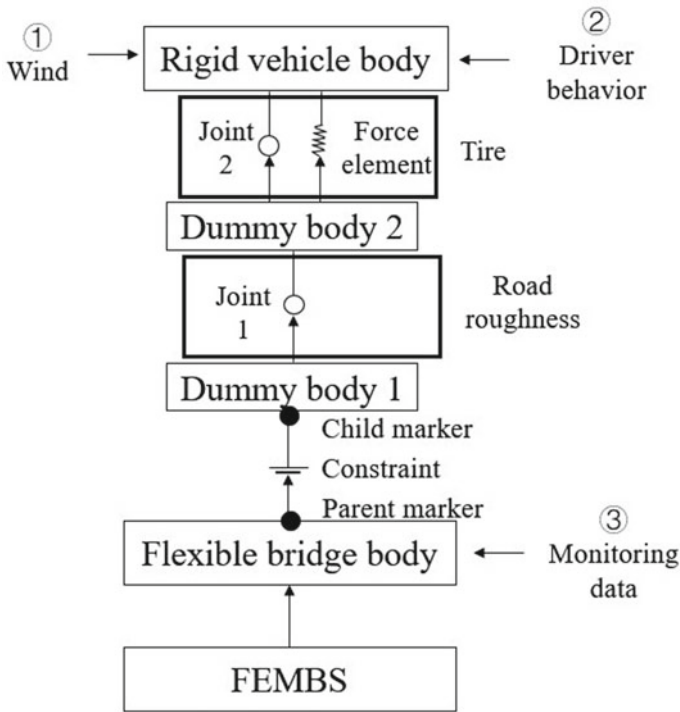 ①
Wind
Rigid vehicle body
②
Driver
behavior
Joint
2
Force
element
Tire
Dummy body 2
Joint
1
Road
roughness
Dummy body 1
Child marker
Constraint
Parent marker
Flexible bridge body
③
Monitoring
data
FEMBS